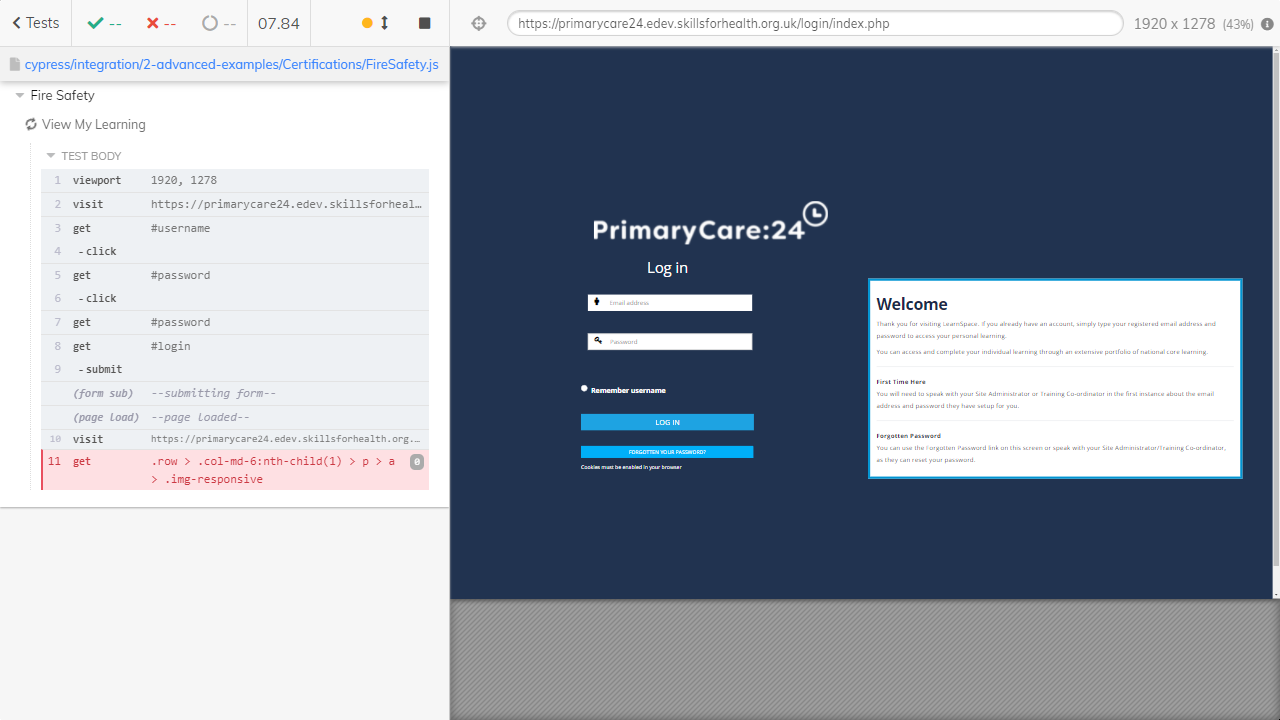 Tests
--
--
--
07.84
https://primarycare24.edev.skillsforhealth.org.uk/login/index.php
1920 x 1278 (43%)
cypress/integration/2-advanced-examples/Certifications/FireSafety.js
Fire Safety
View My Learning
TEST BODY
1 viewport 1920, 1278
2 visit https://primarycare24.edev.skillsforheal...
3 get #username
4 - click
5 get #password
6 - click
7 get #password
8 get #login
9 - submit
(form sub) --submitting form--
(page load) --page loaded--
10 visit https://primarycare24.edev.skillsforhealth.org....
11 get .row > .col-md-6:nth-child(1) > p > a 0
> .img-responsive
PrimaryCare:24
Log in
Email address
Password
Remember username
LOG IN
FORGOTTEN YOUR PASSWORD?
Cookies must be enabled in your browser
Welcome
Thank you for visiting LearnSpace. If you already have an account, simply type your registered email address and
password to access your personal learning.
You can access and complete your individual learning through an extensive portfolio of national core learning.
First Time Here
You will need to speak with your Site Administrator or Training Co-ordinator in the first instance about the email
address and password they have setup for you.
Forgotten Password
You can use the Forgotten Password link on this screen or speak with your Site Administrator/Training Co-ordinator,
as they can reset your password.